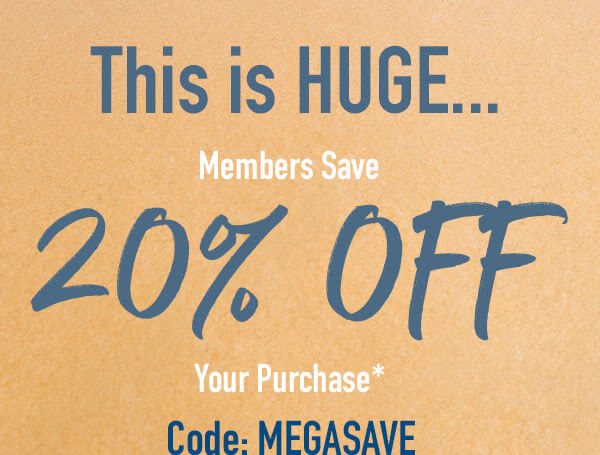 This is HUGE...
Members Save
20% OFF
Your Purchase*
Code: MEGASAVE